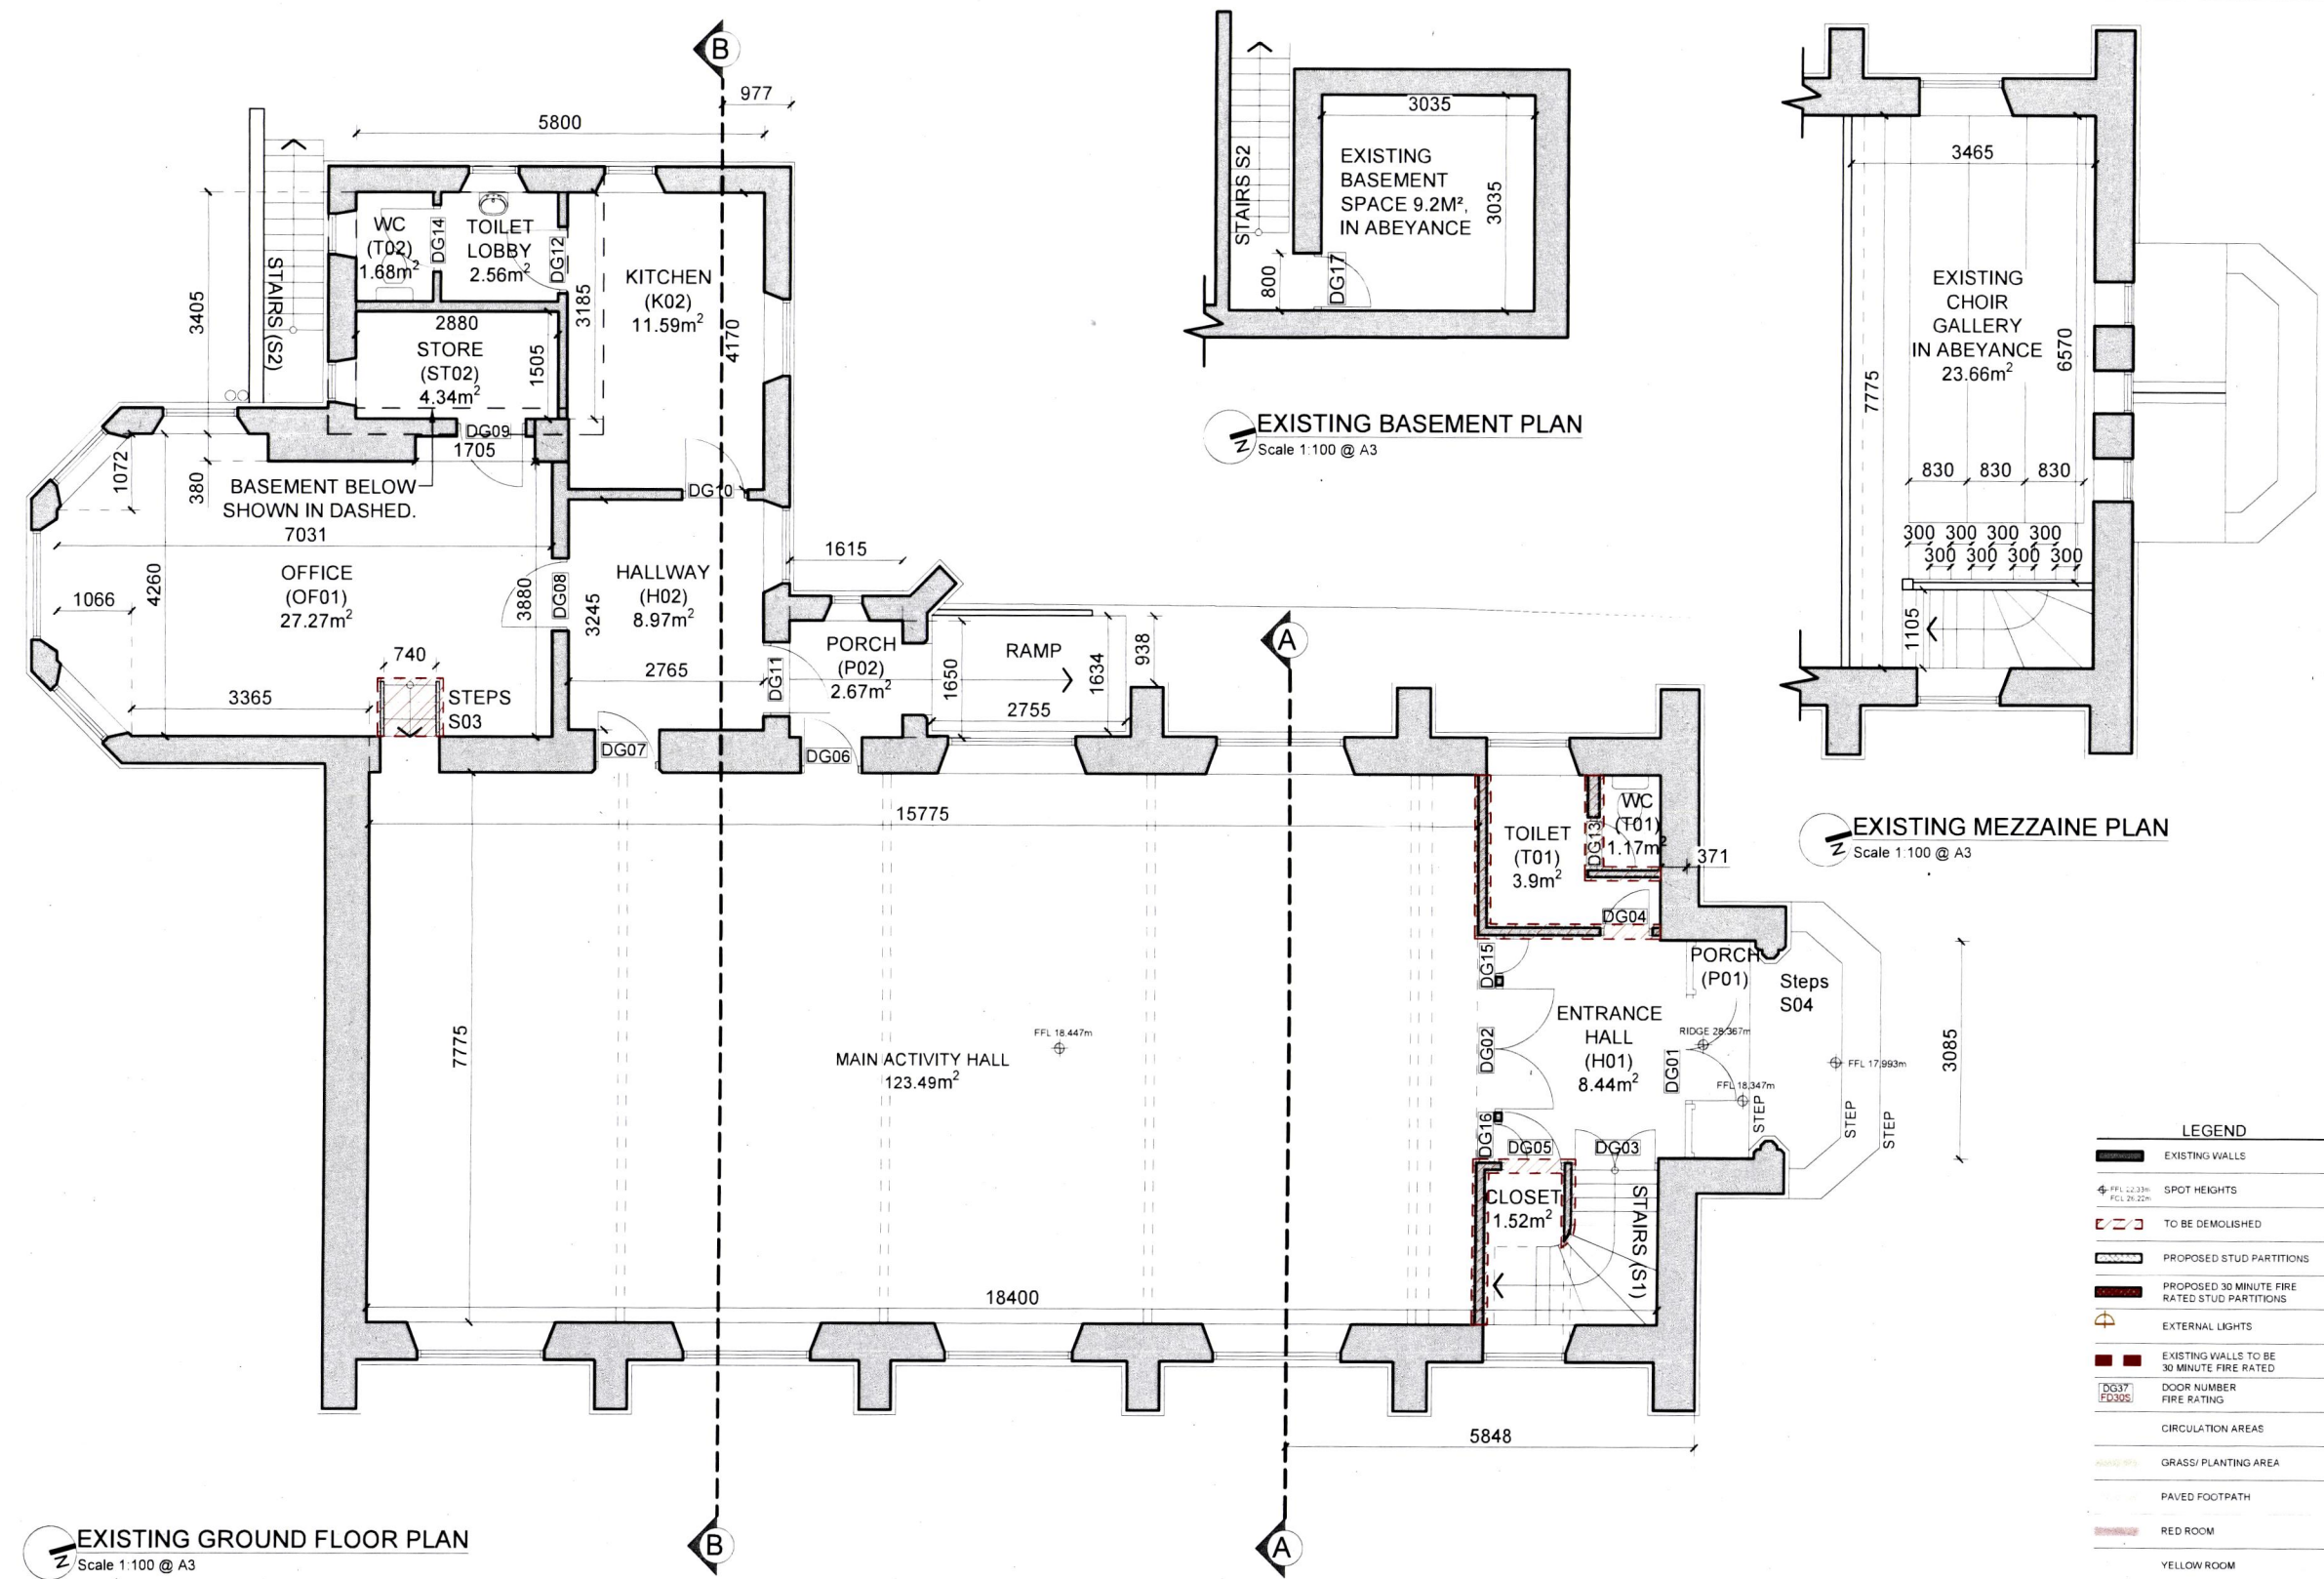 B
977
5800
3405
STAIRS (S2)
WC
(T02)
1.68m²
DG14
TOILET
LOBBY
2.56m²
DG12
3185
KITCHEN
(K02)
11.59m²
4170
2880
STORE
(ST02)
4.34m²
1505
DG09
1705
1072
380
BASEMENT BELOW
SHOWN IN DASHED.
7031
DG10
4260
OFFICE
(OF01)
27.27m²
1066
3880
DG08
3245
HALLWAY
(H02)
8.97m²
1615
740
3365
STEPS
S03
2765
DG11
PORCH
(P02)
2.67m²
1650
RAMP
1634
938
2755
A
DG07
DG06
15775
TOILET
(T01)
3.9m²
WC
(T01)
1.17m²
DG13
371
DG04
DG15
PORCH
(P01)
Steps
S04
ENTRANCE
HALL
(H01)
8.44m²
DG02
DG01
RIDGE 28.367m
FFL 17.993m
FFL 18.347m
STEP
STEP
STEP
3085
7775
FFL 18.447m
MAIN ACTIVITY HALL
123.49m²
DG16
DG05
DG03
CLOSET
1.52m²
STAIRS (S1)
18400
5848
B
A
EXISTING GROUND FLOOR PLAN
Scale 1:100 @ A3
N
STAIRS S2
3035
EXISTING
BASEMENT
SPACE 9.2M²,
IN ABEYANCE
3035
800
DG17
EXISTING BASEMENT PLAN
Scale 1:100 @ A3
N
3465
EXISTING
CHOIR
GALLERY
IN ABEYANCE
23.66m²
7775
6570
830 830 830
300 300 300 300
300 300 300 300
1105
EXISTING MEZZAINE PLAN
Scale 1:100 @ A3
N
LEGEND
EXISTING WALLS
SPOT HEIGHTS
TO BE DEMOLISHED
PROPOSED STUD PARTITIONS
PROPOSED 30 MINUTE FIRE
RATED STUD PARTITIONS
EXTERNAL LIGHTS
EXISTING WALLS TO BE
30 MINUTE FIRE RATED
DG37
FD30S
DOOR NUMBER
FIRE RATING
CIRCULATION AREAS
GRASS/ PLANTING AREA
PAVED FOOTPATH
RED ROOM
YELLOW ROOM